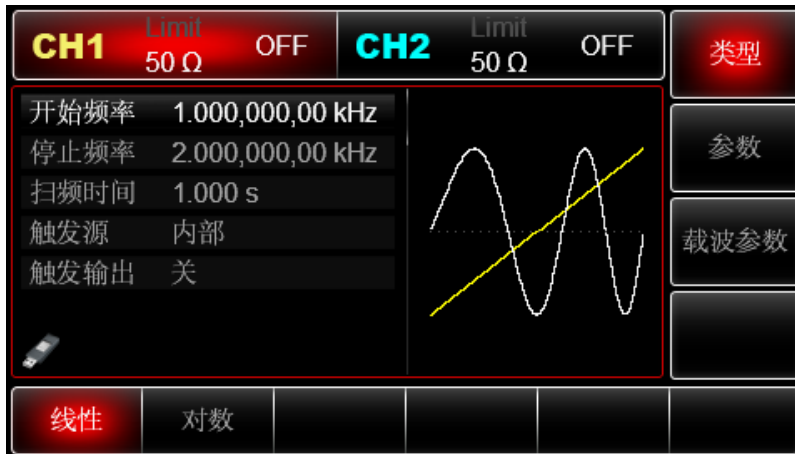 CH1 Limit 50 Ω OFF CH2 Limit 50 Ω OFF
类型
开始频率 1.000,000,00 kHz
停止频率 2.000,000,00 kHz
扫频时间 1.000 s
触发源 内部
触发输出 关
参数
载波参数
线性 对数